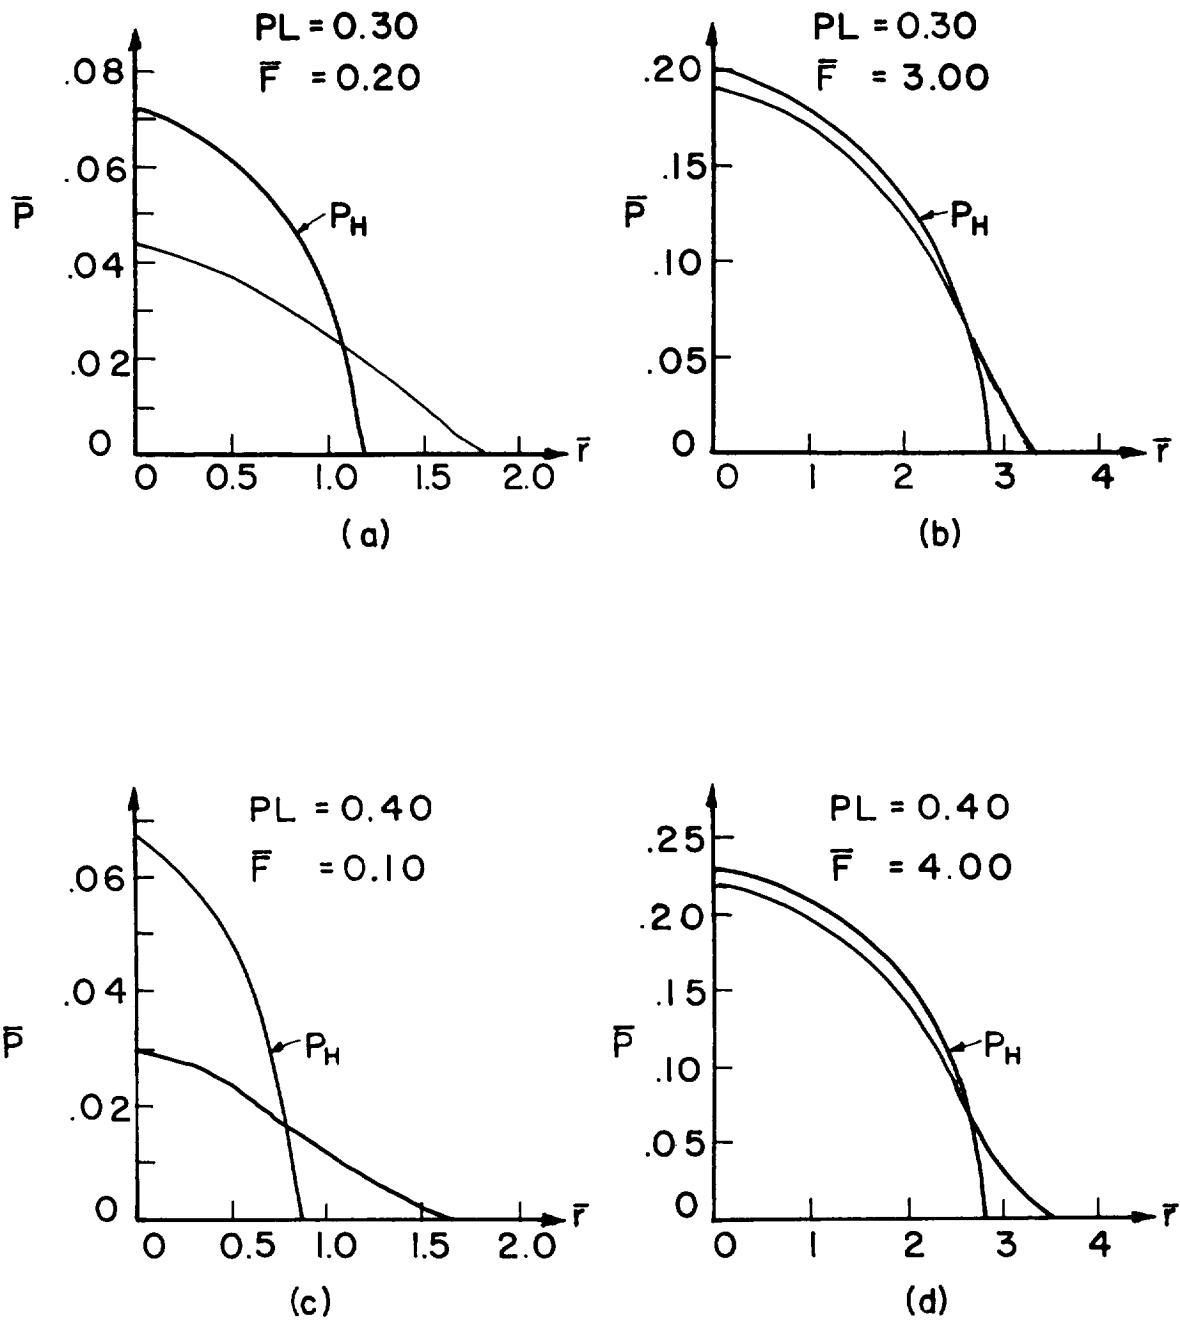 PL = 0.30
F̅ = 0.20
.08
.06
P̅
P_H
.04
.02
0
r̅
0 0.5 1.0 1.5 2.0
(a)
PL = 0.30
F̅ = 3.00
.20
.15
P̅
P_H
.10
.05
0
r̅
0 1 2 3 4
(b)
PL = 0.40
F̅ = 0.10
.06
.04
P̅
P_H
.02
0
r̅
0 0.5 1.0 1.5 2.0
(c)
PL = 0.40
F̅ = 4.00
.25
.20
.15
P̅
P_H
.10
.05
0
r̅
0 1 2 3 4
(d)